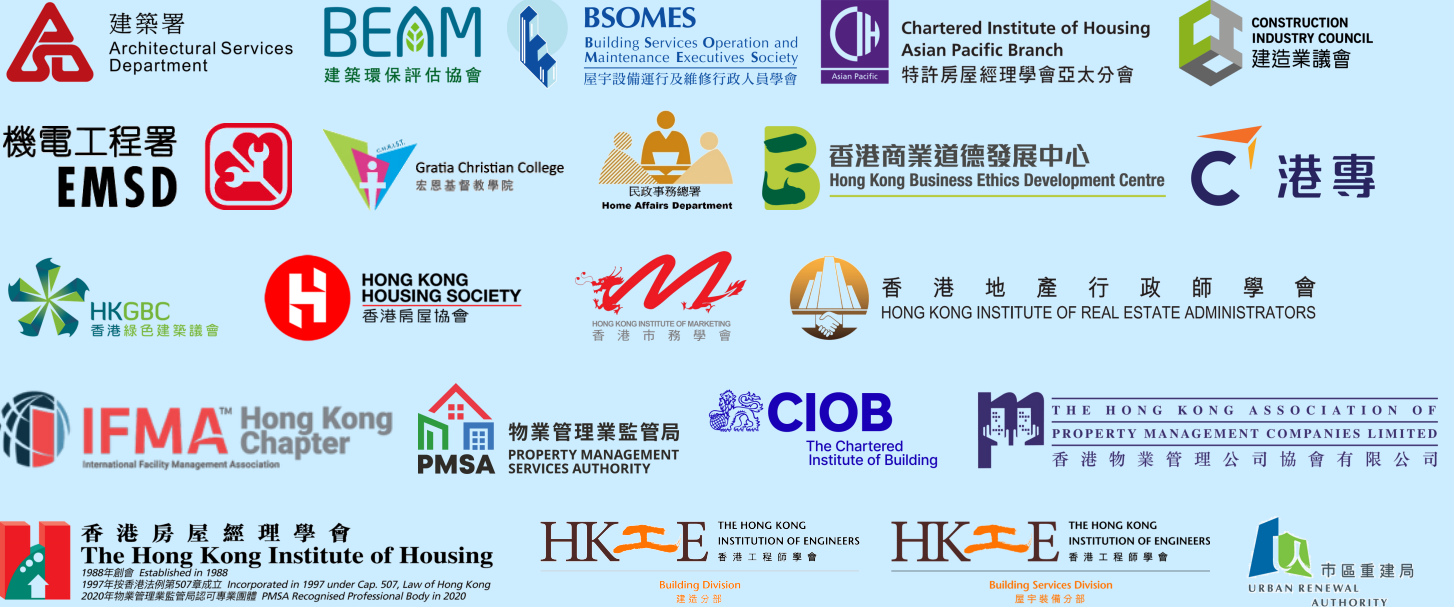 建築署
Architectural Services
Department
BEAM
建築環保評估協會
BSOMES
Building Services Operation and
Maintenance Executives Society
屋宇設備運行及維修行政人員學會
CIH
Asian Pacific
Chartered Institute of Housing
Asian Pacific Branch
特許房屋經理學會亞太分會
CONSTRUCTION
INDUSTRY COUNCIL
建造業議會
機電工程署
EMSD
C.H.R.I.S.T.
Gratia Christian College
宏恩基督教學院
民政事務總署
Home Affairs Department
香港商業道德發展中心
Hong Kong Business Ethics Development Centre
港專
HKGBC
香港綠色建築議會
HONG KONG
HOUSING SOCIETY
香港房屋協會
HONG KONG INSTITUTE OF MARKETING
香港市務學會
香港地產行政師學會
HONG KONG INSTITUTE OF REAL ESTATE ADMINISTRATORS
IFMA™ Hong Kong
Chapter
International Facility Management Association
PMSA
物業管理業監管局
PROPERTY MANAGEMENT
SERVICES AUTHORITY
CIOB
The Chartered
Institute of Building
THE HONG KONG ASSOCIATION OF
PROPERTY MANAGEMENT COMPANIES LIMITED
香港物業管理公司協會有限公司
香港房屋經理學會
The Hong Kong Institute of Housing
1988年創會 Established in 1988
1997年按香港法例第507章成立 Incorporated in 1997 under Cap. 507, Law of Hong Kong
2020年物業管理業監管局認可專業團體 PMSA Recognised Professional Body in 2020
HK工E
THE HONG KONG
INSTITUTION OF ENGINEERS
香港工程師學會
Building Division
建造分部
HK工E
THE HONG KONG
INSTITUTION OF ENGINEERS
香港工程師學會
Building Services Division
屋宇裝備分部
市區重建局
URBAN RENEWAL
AUTHORITY